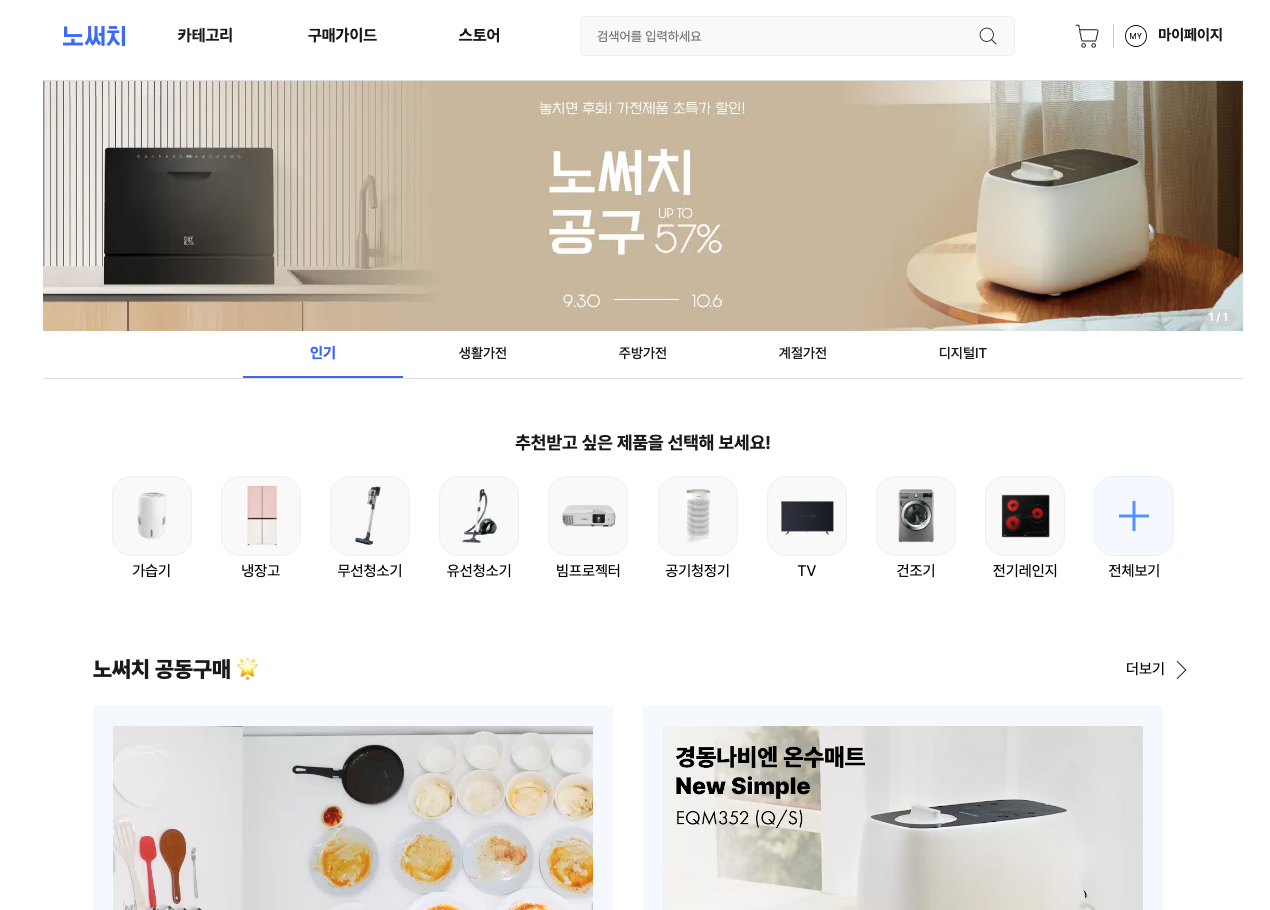 노써치
카테고리
구매가이드
스토어
검색어를 입력하세요
MY
마이페이지
놓치면 후회! 가전제품 초특가 할인!
노써치
공구 UP TO 57%
9.30 10.6
1 / 1
인기
생활가전
주방가전
계절가전
디지털IT
추천받고 싶은 제품을 선택해 보세요!
가습기
냉장고
무선청소기
유선청소기
빔프로젝터
공기청정기
TV
건조기
전기레인지
전체보기
노써치 공동구매 🌟
더보기
경동나비엔 온수매트
New Simple
EQM352 (Q/S)